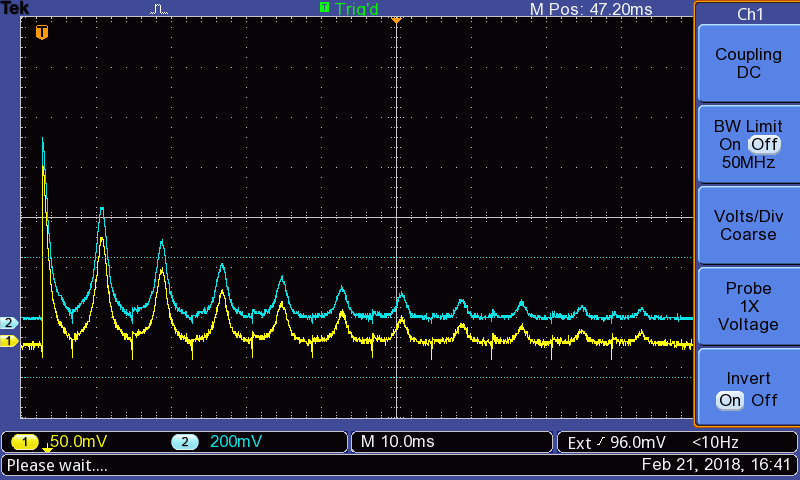 Tek
T Trig'd
M Pos: 47.20ms
Ch1
T
Coupling
DC
BW Limit
On Off
50MHz
Volts/Div
Coarse
Probe
1X
Voltage
2
1
Invert
On Off
1 50.0mV
2 200mV
M 10.0ms
Ext 96.0mV
<10Hz
Please wait....
Feb 21, 2018, 16:41